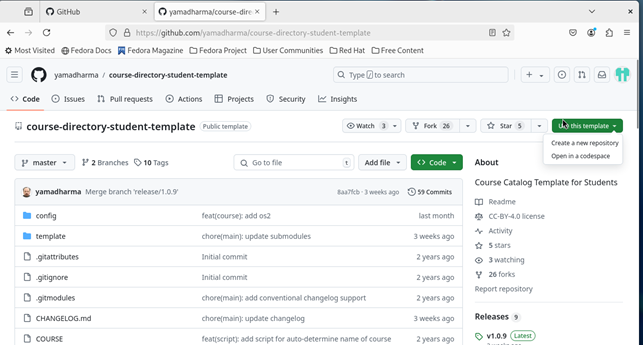 GitHub
yamadharma/course-dire
https://github.com/yamadharma/course-directory-student-template
Most Visited Fedora Docs Fedora Magazine Fedora Project User Communities Red Hat Free Content
yamadharma / course-directory-student-template
Type / to search
Code Issues Pull requests Actions Projects Security Insights
course-directory-student-template Public template Watch 3 Fork 26 Star 5 Use this template
Create a new repository
Open in a codespace
master 2 Branches 10 Tags Go to file t Add file Code
About
Course Catalog Template for Students
yamadharma Merge branch 'release/1.0.9' 8aa7fcb · 3 weeks ago 59 Commits
config feat(course): add os2 last month
template chore(main): update submodules 3 weeks ago
.gitattributes Initial commit 2 years ago
.gitignore Initial commit 2 years ago
.gitmodules chore(main): add conventional changelog support 2 years ago
CHANGELOG.md chore(main): update changelog 3 weeks ago
COURSE feat(script): add script for auto-determine name of course 2 years ago
Readme
CC-BY-4.0 license
Activity
5 stars
3 watching
26 forks
Report repository
Releases 9
v1.0.9 Latest